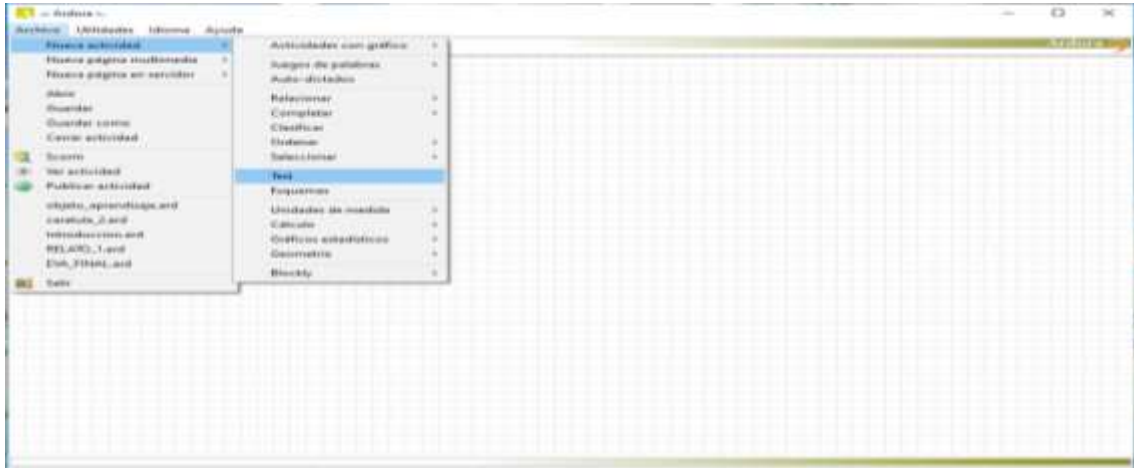 -- Ardora --
Archivo Utilidades Idioma Ayuda
Ardora
Nueva actividad
Nueva página multimedia
Nueva página en servidor
Abrir
Guardar
Guardar como
Cerrar actividad
Scorm
Ver actividad
Publicar actividad
objeto_aprendizaje.ard
caratula_2.ard
Introduccion.ard
RELATO_1.ard
EVA_FINAL.ard
Salir
Actividades con gráfico
Juegos de palabras
Auto-dictados
Relacionar
Completar
Clasificar
Ordenar
Seleccionar
Test
Esquemas
Unidades de medida
Cálculo
Gráficos estadísticos
Geometría
Blockly